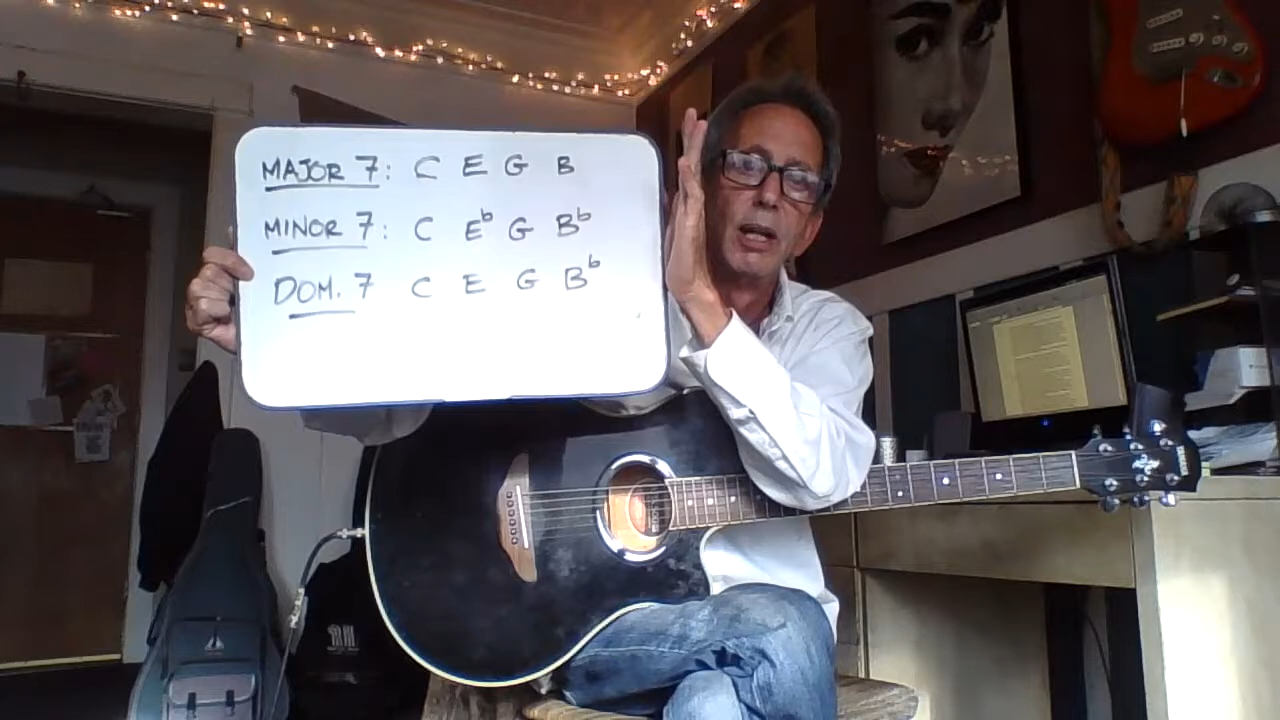 MAJOR 7: C E G B
MINOR 7: C E♭ G B♭
DOM. 7 C E G B♭